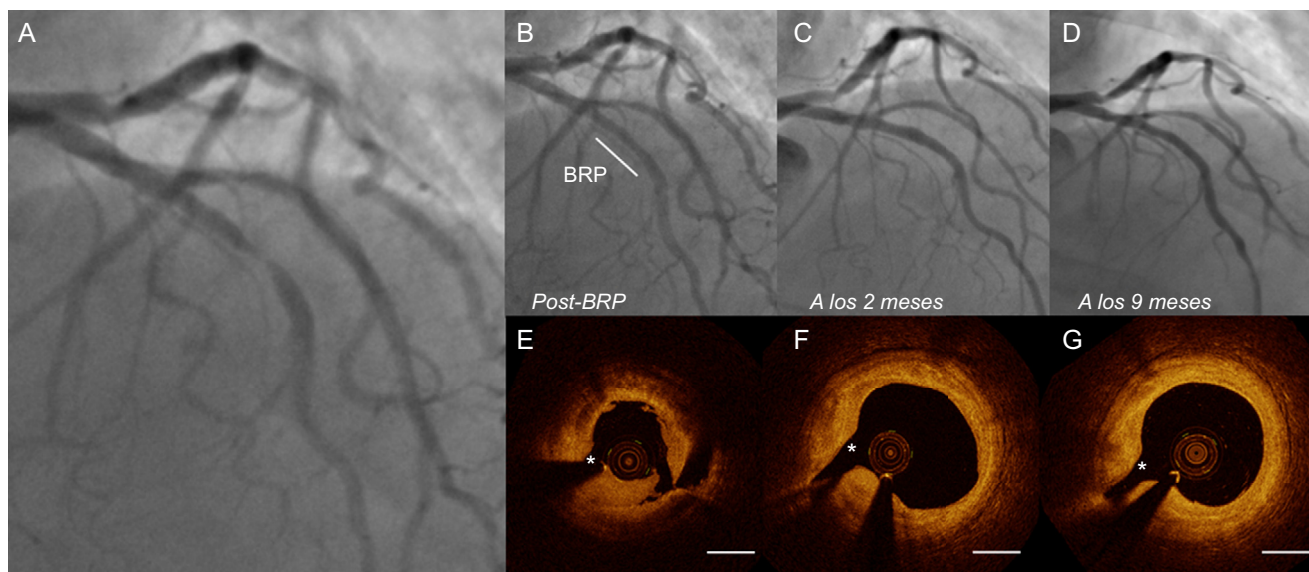 A
B
C
D
BRP
Post-BRP
A los 2 meses
A los 9 meses
E
F
G
*
*
*